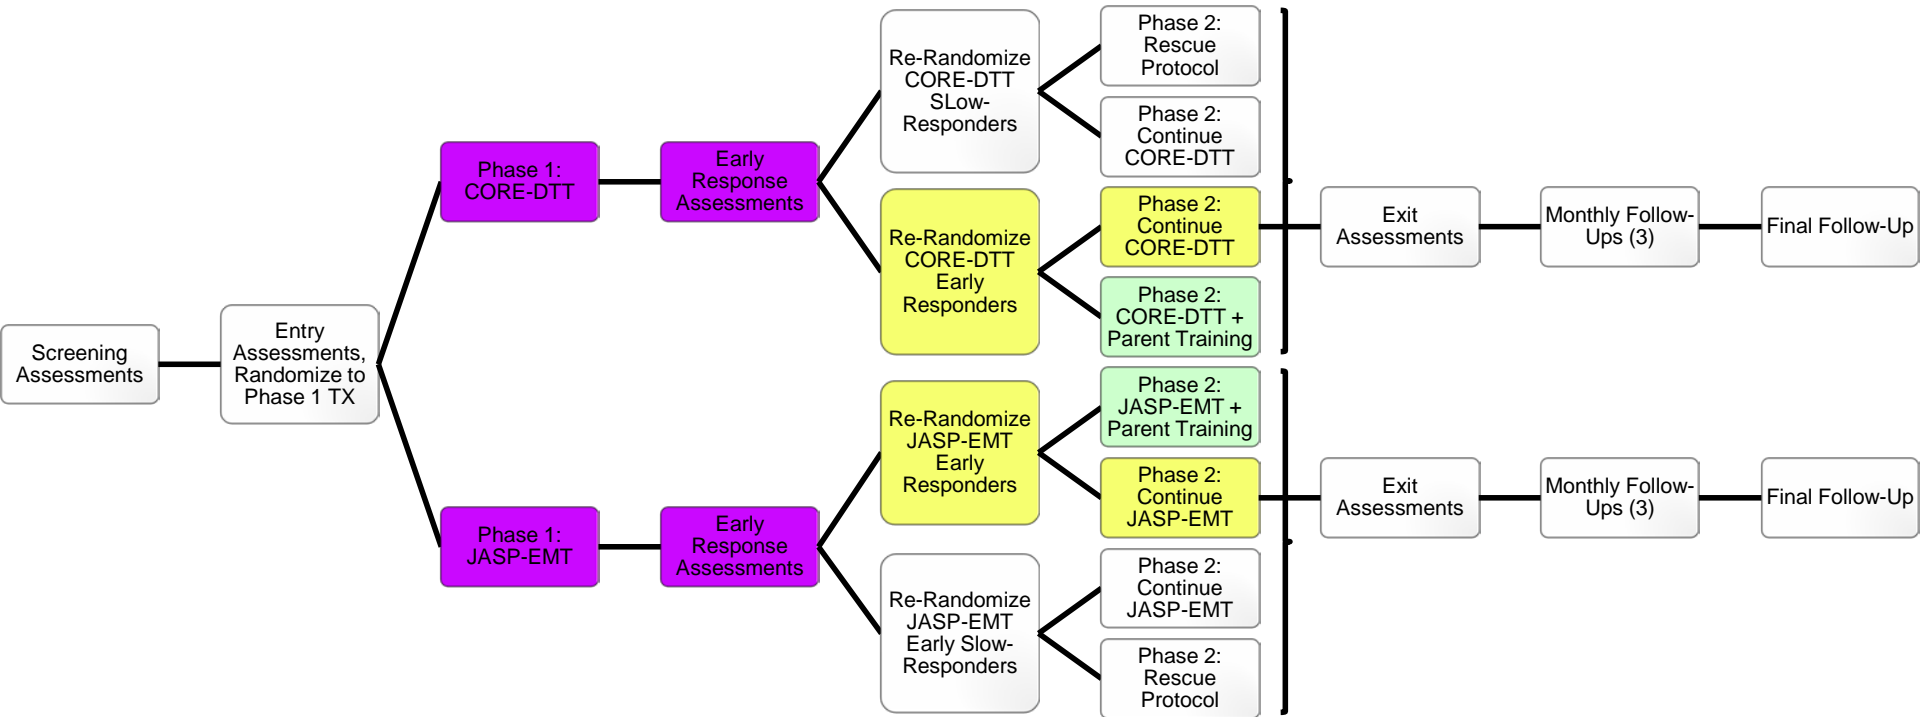 Screening
Assessments
Entry
Assessments,
Randomize to
Phase 1 TX
Phase 1:
CORE-DTT
Early
Response
Assessments
Re-Randomize
CORE-DTT
SLow-
Responders
Phase 2:
Rescue
Protocol
Phase 2:
Continue
CORE-DTT
Re-Randomize
CORE-DTT
Early
Responders
Phase 2:
Continue
CORE-DTT
Phase 2:
CORE-DTT +
Parent Training
Exit
Assessments
Monthly Follow-
Ups (3)
Final Follow-Up
Phase 1:
JASP-EMT
Early
Response
Assessments
Re-Randomize
JASP-EMT
Early
Responders
Phase 2:
JASP-EMT +
Parent Training
Phase 2:
Continue
JASP-EMT
Re-Randomize
JASP-EMT
Early Slow-
Responders
Phase 2:
Continue
JASP-EMT
Phase 2:
Rescue
Protocol
Exit
Assessments
Monthly Follow-
Ups (3)
Final Follow-Up